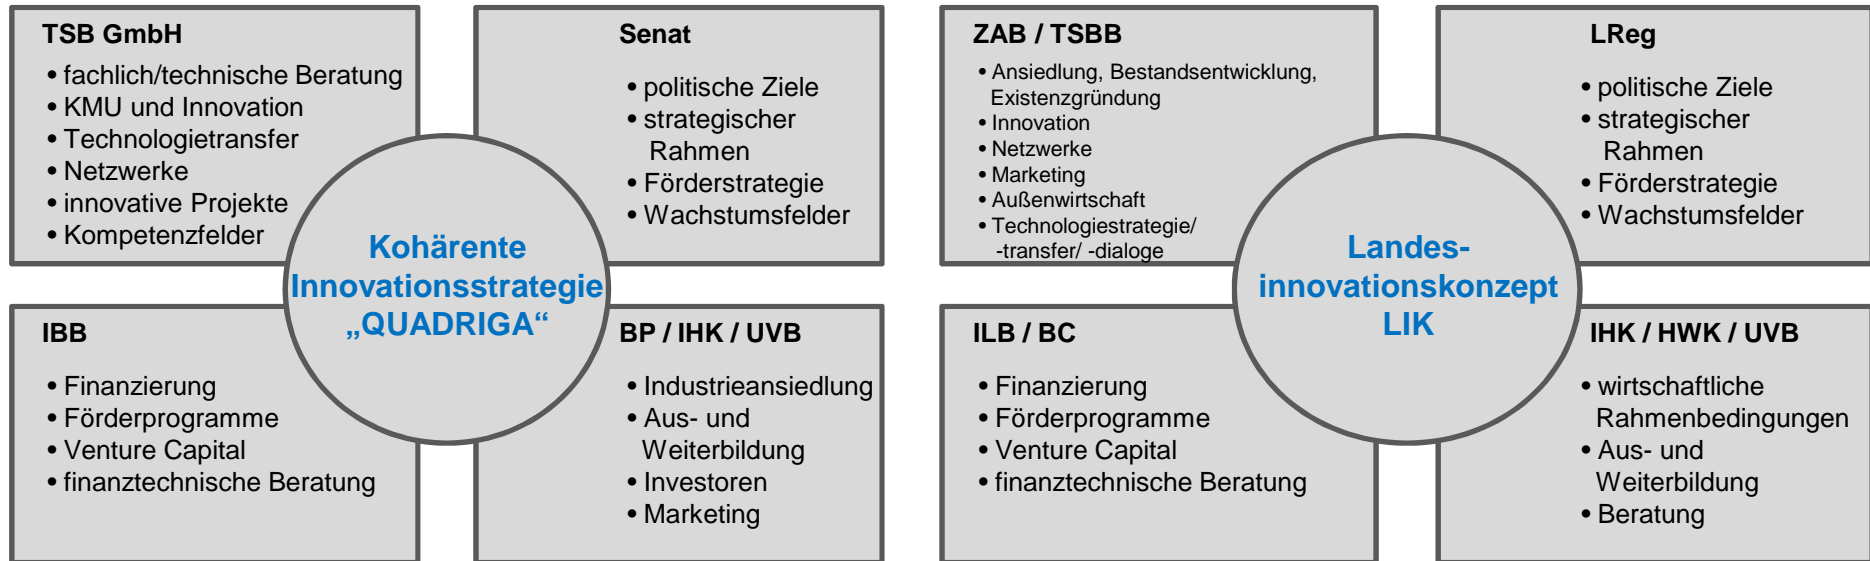 TSB GmbH
• fachlich/technische Beratung
• KMU und Innovation
• Technologietransfer
• Netzwerke
• innovative Projekte
• Kompetenzfelder
Senat
• politische Ziele
• strategischer
Rahmen
• Förderstrategie
• Wachstumsfelder
Kohärente
Innovationsstrategie
„QUADRIGA“
IBB
• Finanzierung
• Förderprogramme
• Venture Capital
• finanztechnische Beratung
BP / IHK / UVB
• Industrieansiedlung
• Aus- und
Weiterbildung
• Investoren
• Marketing
ZAB / TSBB
• Ansiedlung, Bestandsentwicklung,
Existenzgründung
• Innovation
• Netzwerke
• Marketing
• Außenwirtschaft
• Technologiestrategie/
-transfer/ -dialoge
LReg
• politische Ziele
• strategischer
Rahmen
• Förderstrategie
• Wachstumsfelder
Landes-
innovationskonzept
LIK
ILB / BC
• Finanzierung
• Förderprogramme
• Venture Capital
• finanztechnische Beratung
IHK / HWK / UVB
• wirtschaftliche
Rahmenbedingungen
• Aus- und
Weiterbildung
• Beratung